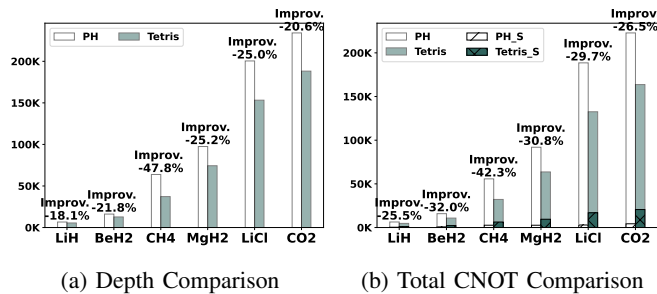 Improv.
-20.6%
PH
Tetris
Improv.
-25.0%
200K
150K
Improv.
-25.2%
100K
Improv.
-47.8%
50K
Improv.
-21.8%
Improv.
-18.1%
0K
LiH BeH2 CH4 MgH2 LiCl CO2
(a) Depth Comparison
Improv.
-26.5%
PH PH_S
Tetris Tetris_S
Improv.
-29.7%
200K
150K
Improv.
-30.8%
100K
Improv.
-42.3%
50K
Improv.
-32.0%
Improv.
-25.5%
0K
LiH BeH2 CH4 MgH2 LiCl CO2
(b) Total CNOT Comparison